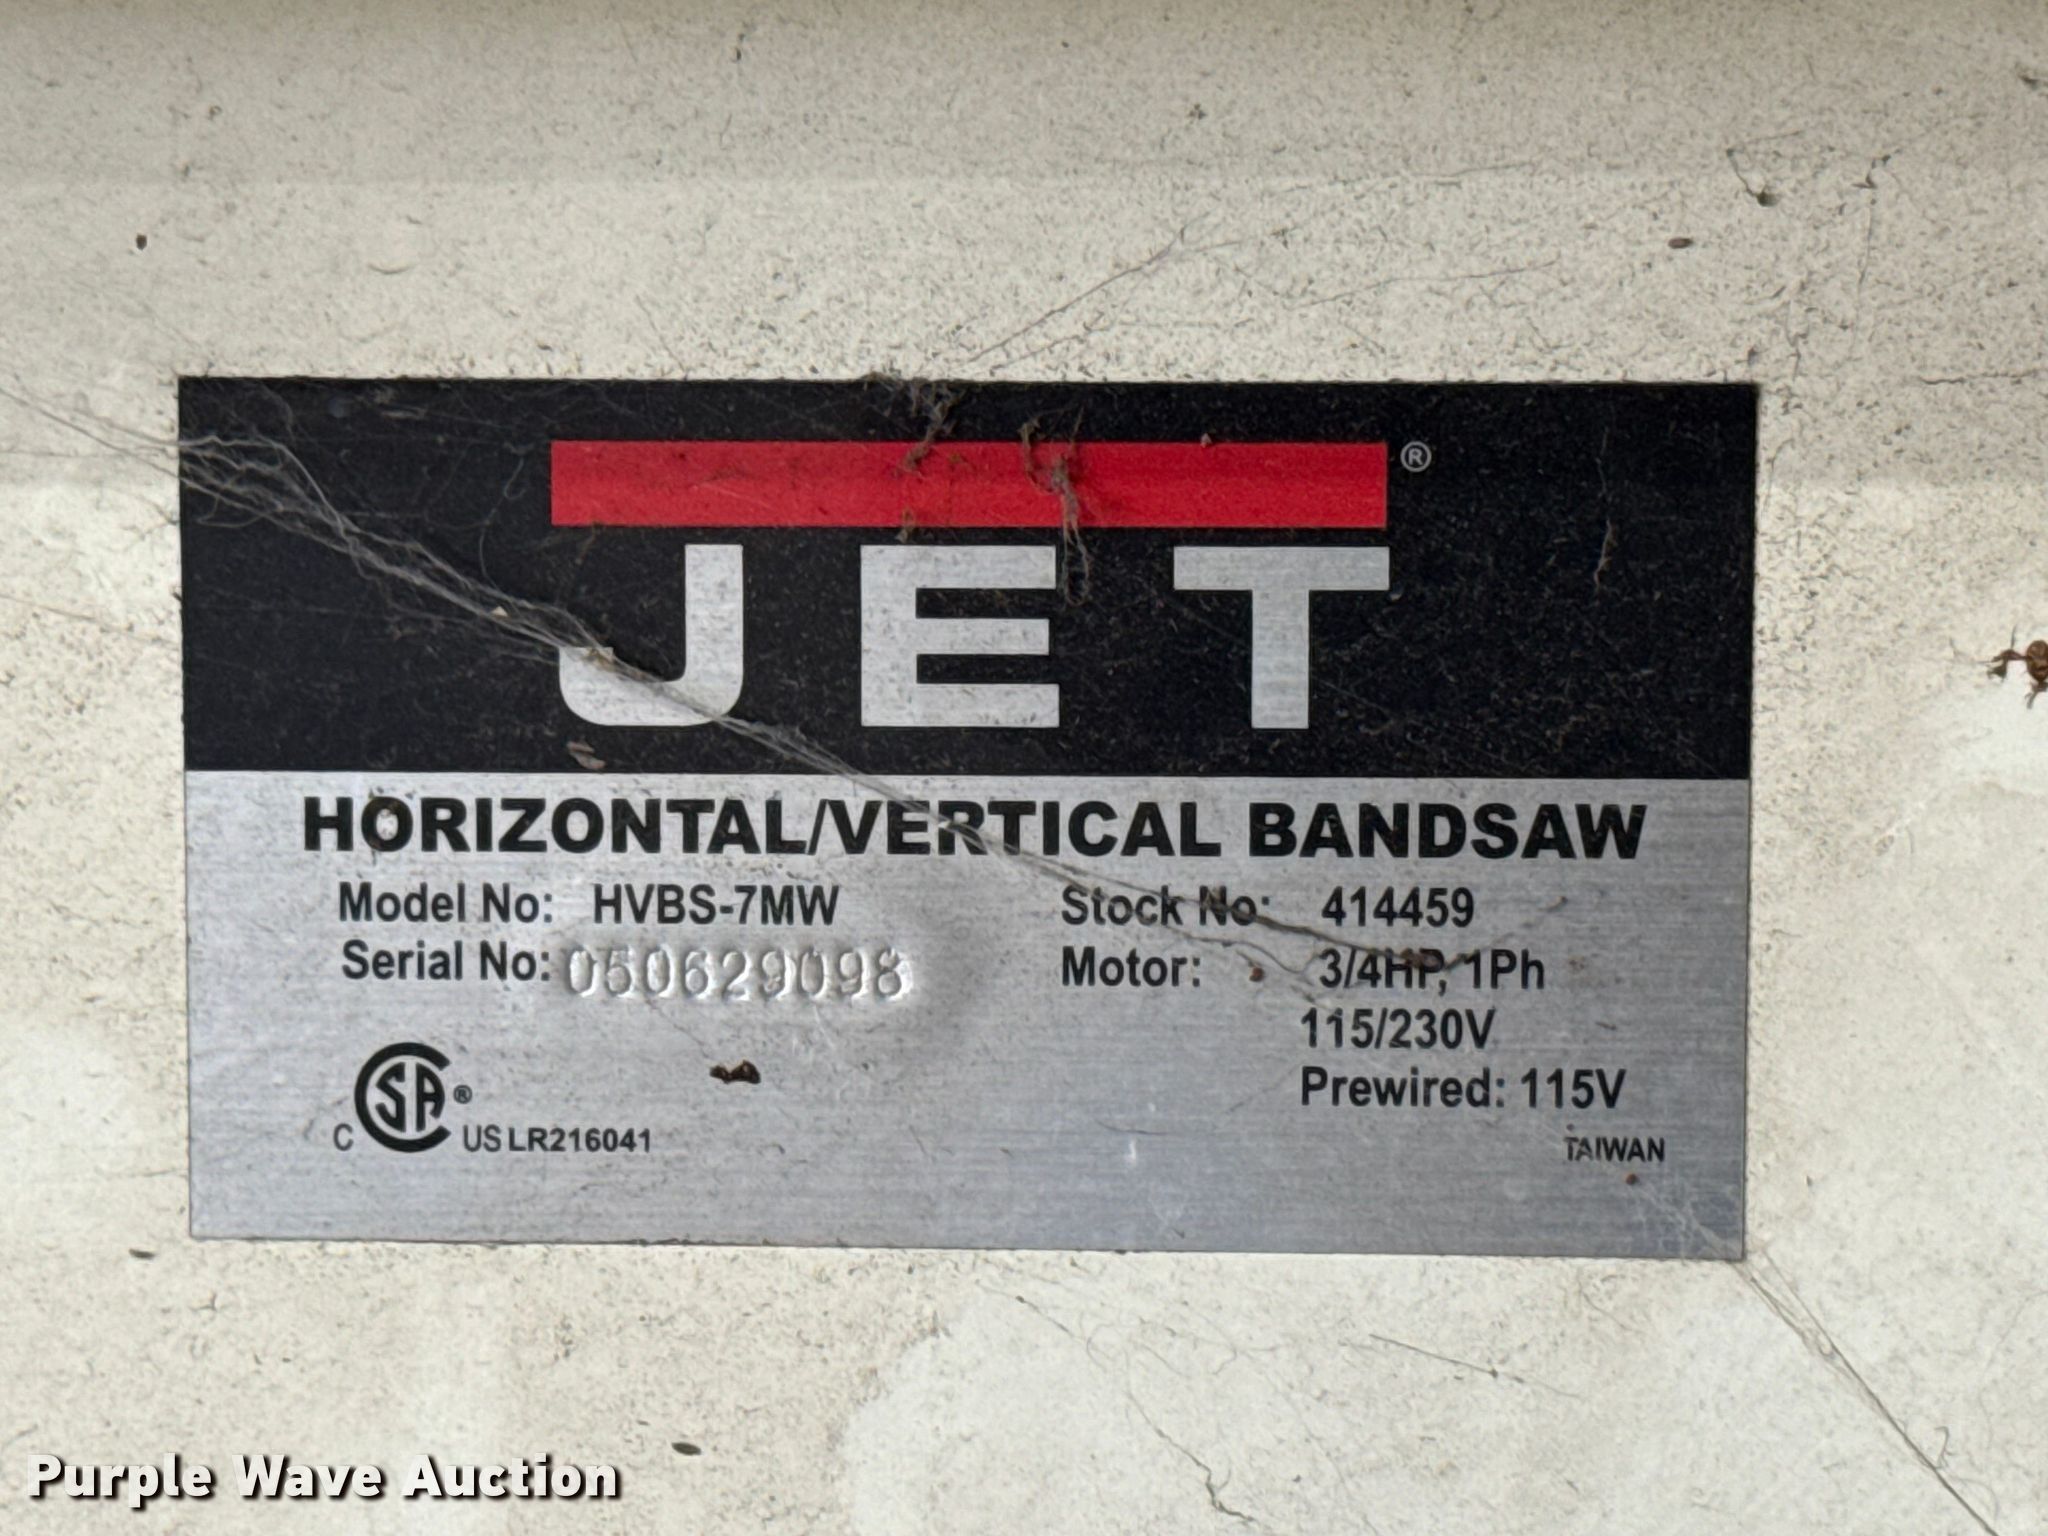 JET®
HORIZONTAL/VERTICAL BANDSAW
Model No: HVBS-7MW
Stock No: 414459
Serial No: 050629098
Motor: 3/4HP, 1Ph
115/230V
Prewired: 115V
C SA® US LR216041
TAIWAN
Purple Wave Auction